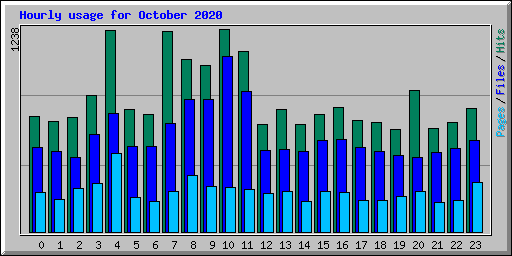 Hourly usage for October 2020
1238
Pages/Files/Hits
0 1 2 3 4 5 6 7 8 9 10 11 12 13 14 15 16 17 18 19 20 21 22 23